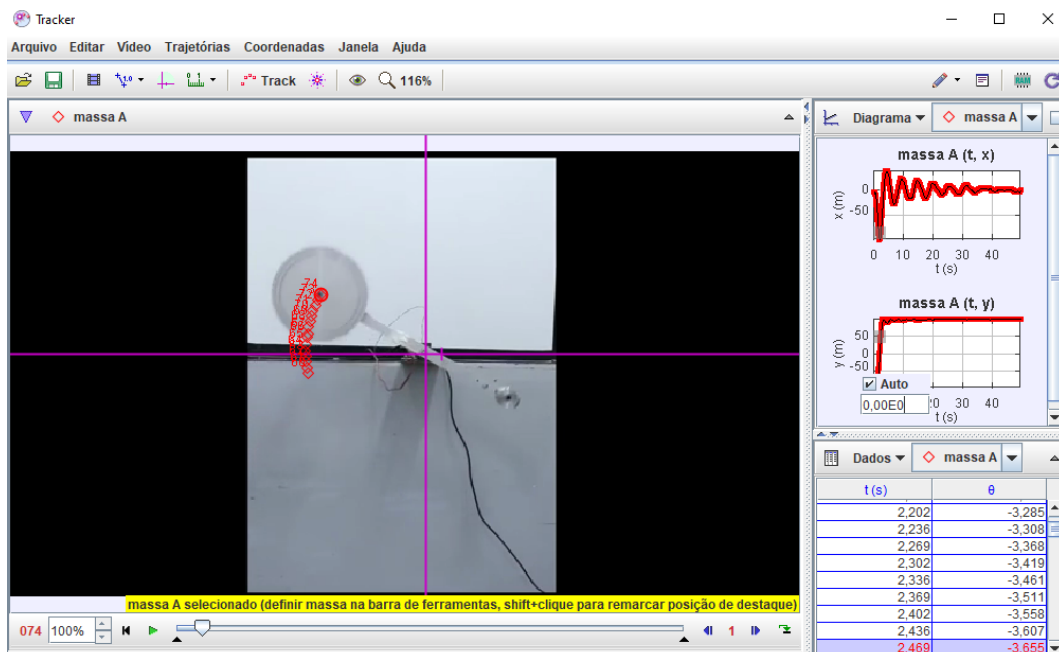 Tracker
Arquivo Editar Vídeo Trajetórias Coordenadas Janela Ajuda
Track 116%
massa A
Diagrama massa A
massa A (t, x)
x (m)
0
-50
0 10 20 30 40
t (s)
massa A (t, y)
y (m)
50
0
-50
Auto
0,00E0
20 30 40
t (s)
Dados massa A
t (s) θ
2,202 -3,285
2,236 -3,308
2,269 -3,368
2,302 -3,419
2,336 -3,461
2,369 -3,511
2,402 -3,558
2,436 -3,607
2,469 -3,655
massa A selecionado (definir massa na barra de ferramentas, shift+clique para remarcar posição de destaque)
074 100% 1